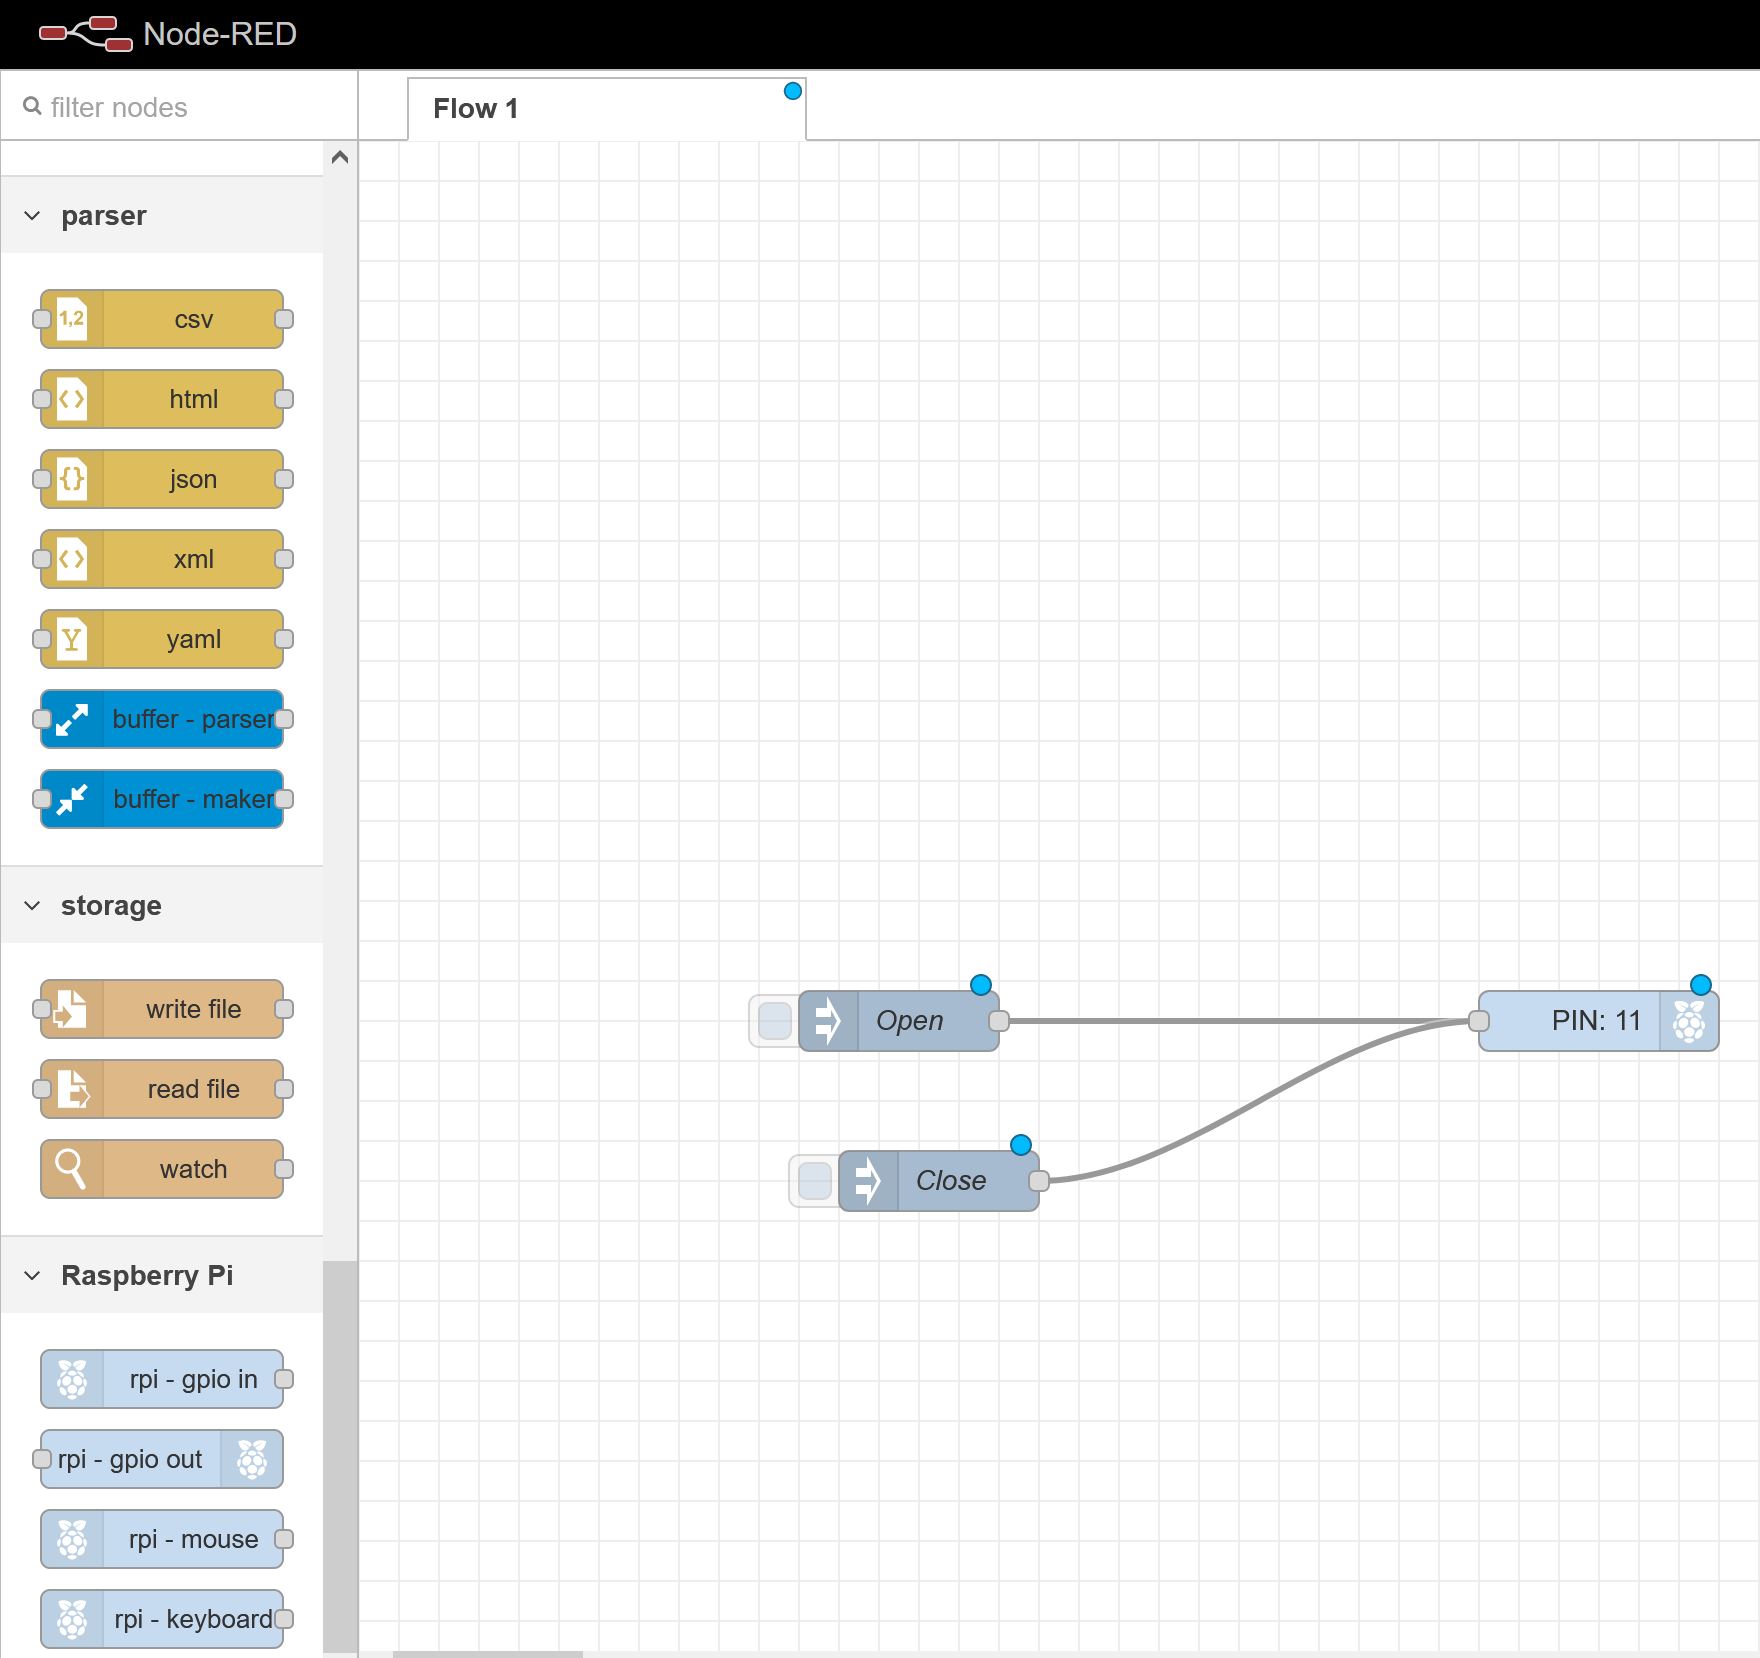 Node-RED
filter nodes
Flow 1
parser
1,2 csv
html
{} json
xml
Y yaml
buffer - parser
buffer - maker
storage
write file
read file
watch
Raspberry Pi
rpi - gpio in
rpi - gpio out
rpi - mouse
rpi - keyboard
Open
PIN: 11
Close